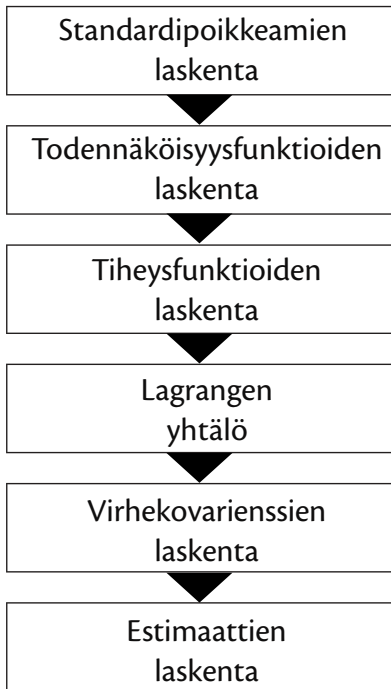 Standardipoikkeamien
laskenta
Todennäköisyysfunktioiden
laskenta
Tiheysfunktioiden
laskenta
Lagrangen
yhtälö
Virhekovarienssien
laskenta
Estimaattien
laskenta